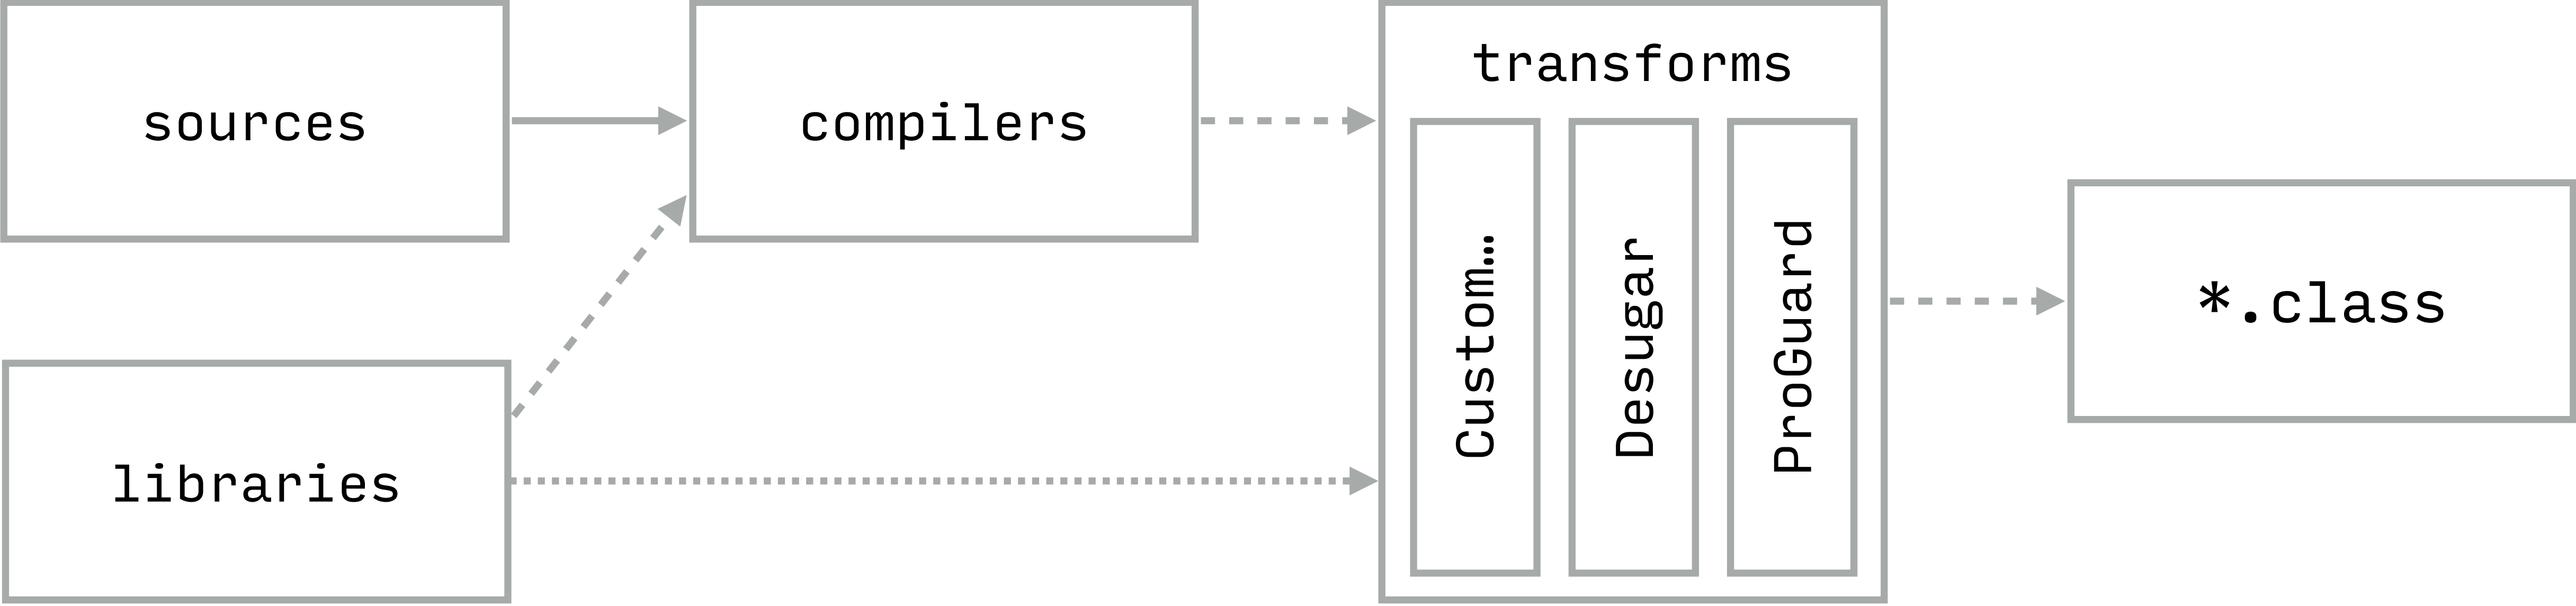 sources
compilers
transforms
Custom…
Desugar
ProGuard
*.class
libraries